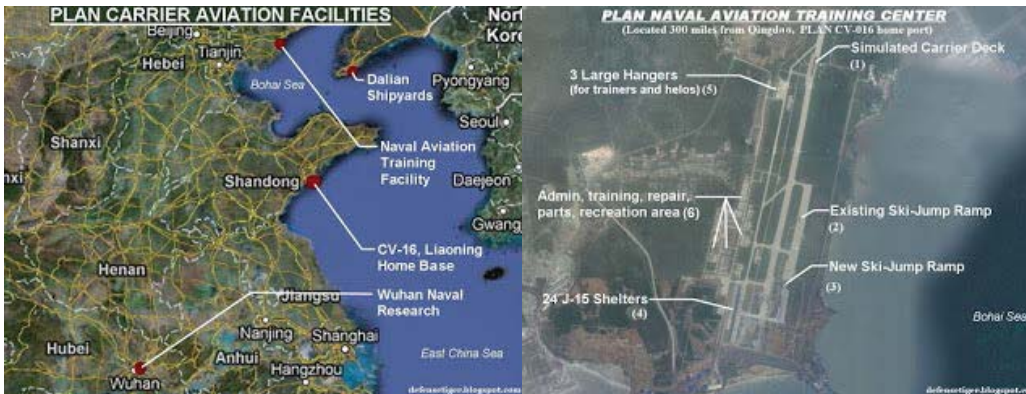 PLAN CARRIER AVIATION FACILITIES
Beijing
Tianjin
Hebei
Bohai Sea
North
Kore
Dalian
Shipyards
Pyongyang
Seoul
Shanxi
nxi
Naval Aviation
Training
Facility
Shandong
Daejeon
Gwang
CV-16, Liaoning
Home Base
Henan
Wuhan Naval
Research
Jiangsu
Nanjing
Shanghai
Hubei
Anhui
East China Sea
Wuhan
Hangzhou
defensetiger.blogspot.com
PLAN NAVAL AVIATION TRAINING CENTER
(Located 300 miles from Qingdao, PLAN CV-016 home port)
Simulated Carrier Deck
(1)
3 Large Hangers
(for trainers and helos) (5)
Admin, training, repair,
parts, recreation area (6)
Existing Ski-Jump Ramp
(2)
New Ski-Jump Ramp
(3)
24 J-15 Shelters
(4)
Bohai Sea
defensetiger.blogspot.com